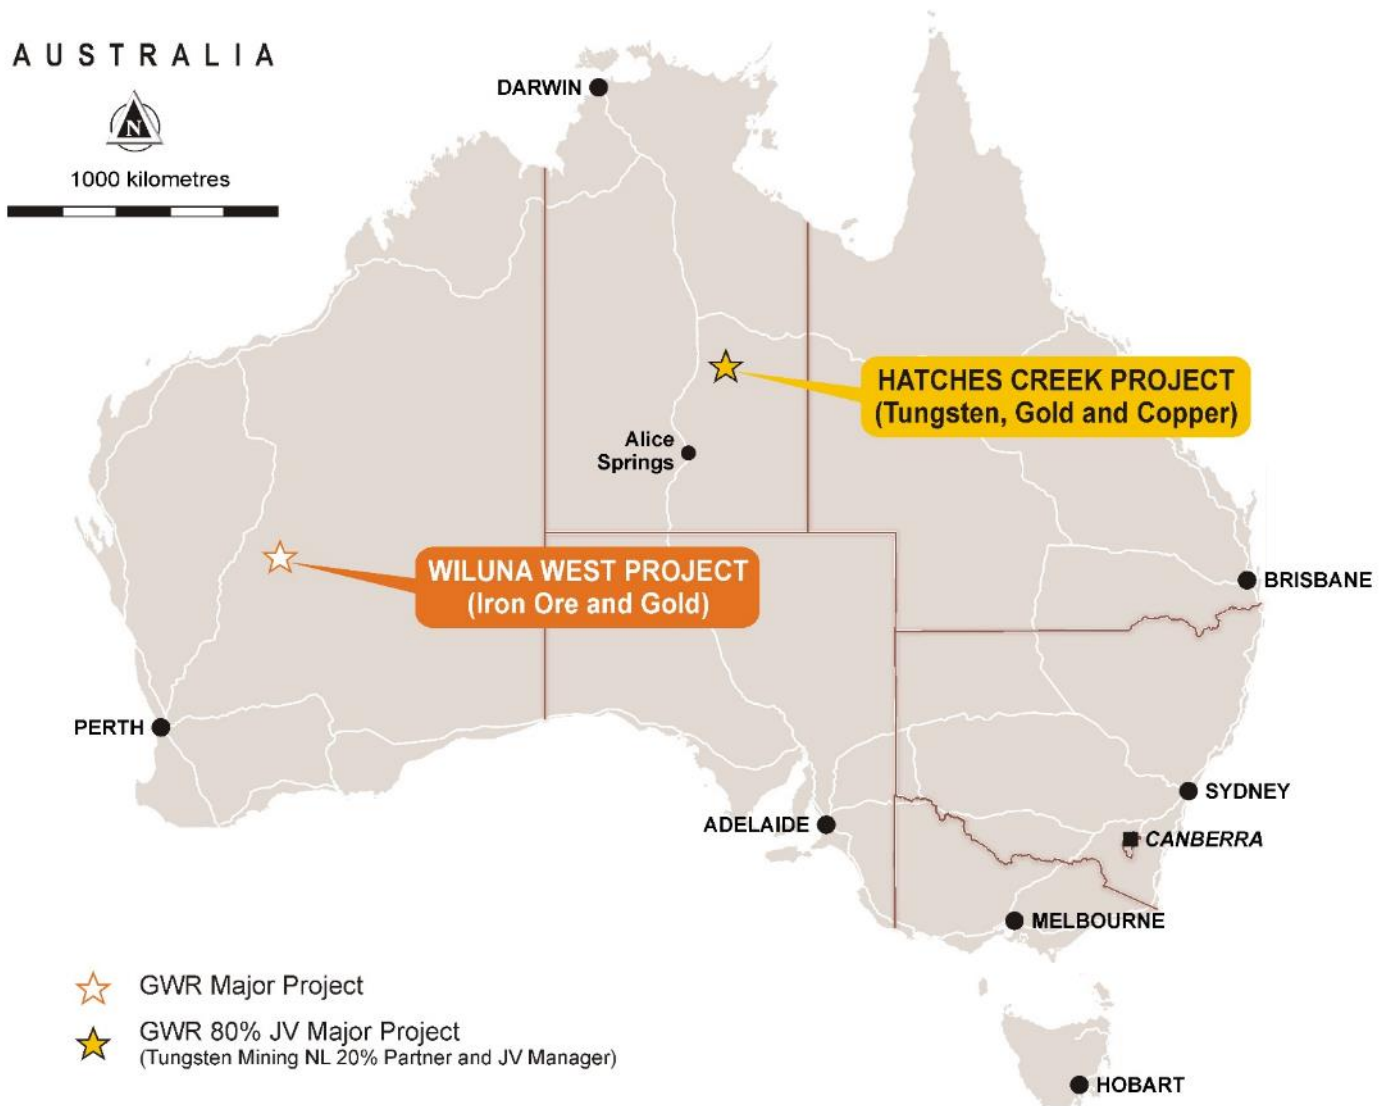 AUSTRALIA
N
1000 kilometres
DARWIN
HATCHES CREEK PROJECT
(Tungsten, Gold and Copper)
Alice
Springs
WILUNA WEST PROJECT
(Iron Ore and Gold)
BRISBANE
PERTH
SYDNEY
ADELAIDE
CANBERRA
MELBOURNE
GWR Major Project
GWR 80% JV Major Project
(Tungsten Mining NL 20% Partner and JV Manager)
HOBART